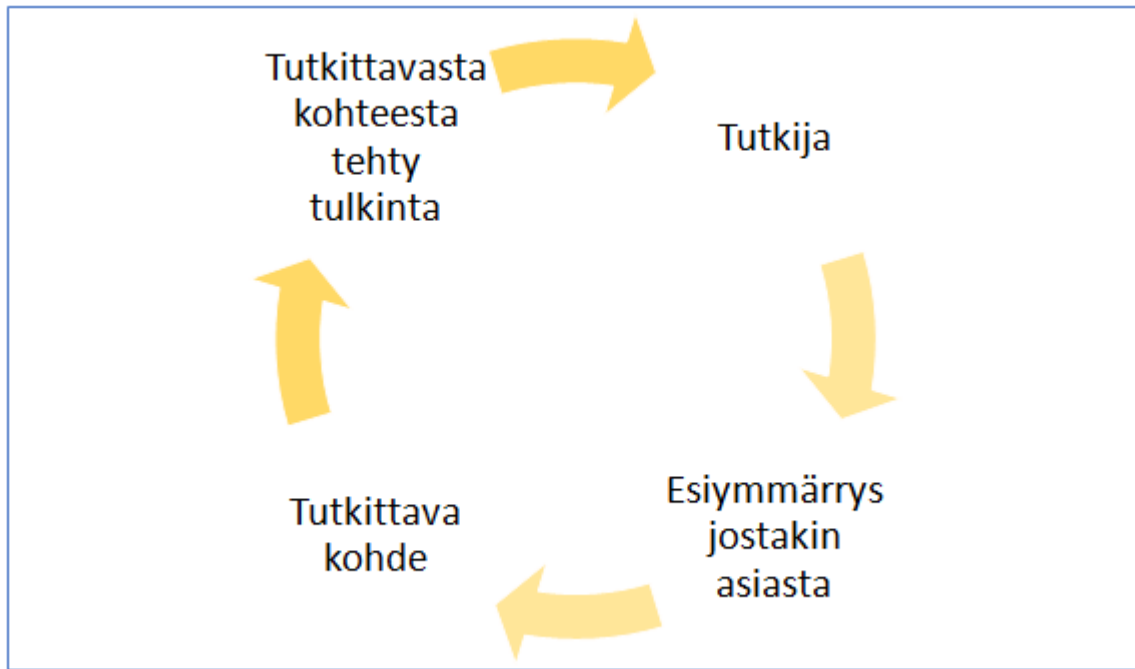 Tutkittavasta
kohteesta
tehty
tulkinta
Tutkija
Esiymmärrys
jostakin
asiasta
Tutkittava
kohde